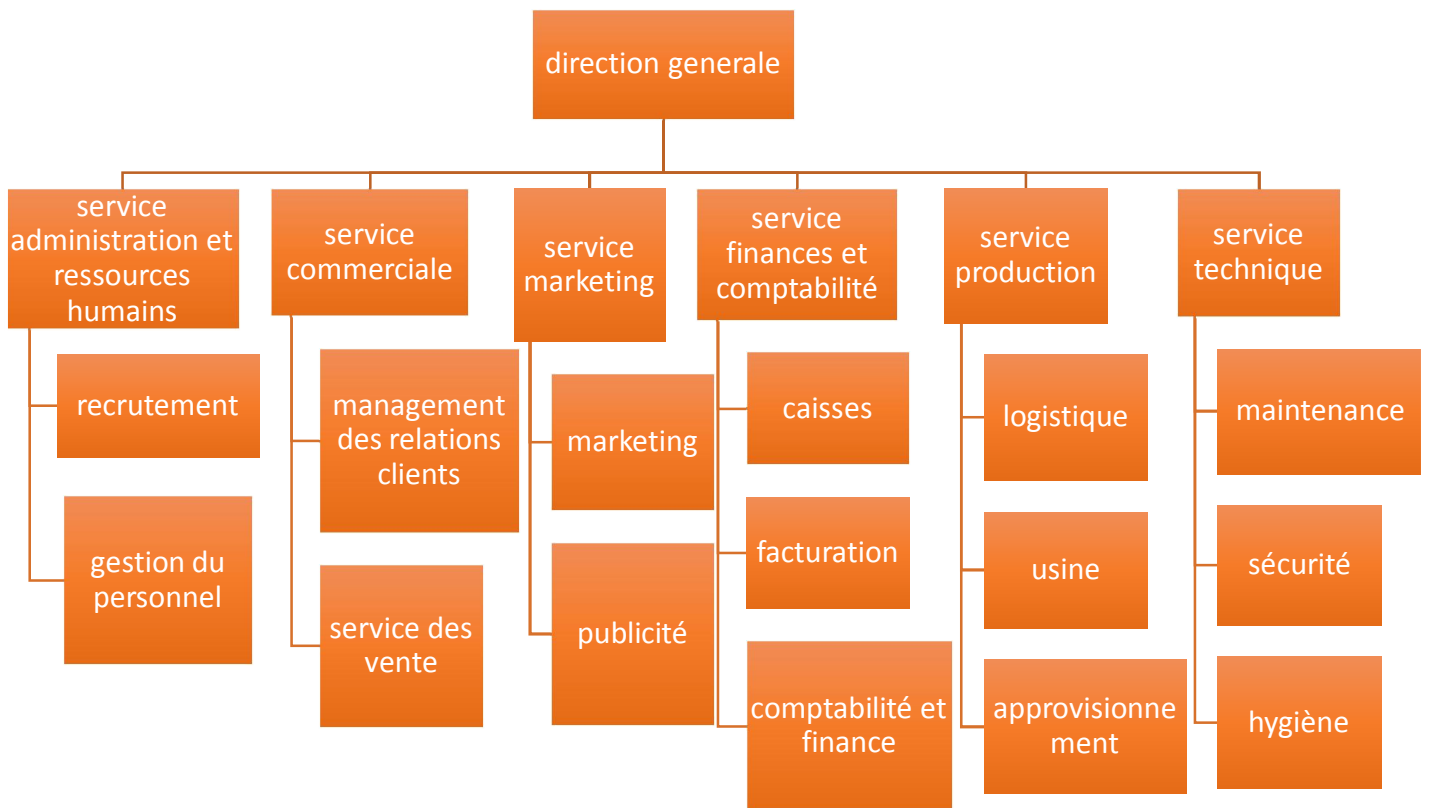 direction generale
service
administration et
ressources
humains
recrutement
gestion du
personnel
service
commerciale
management
des relations
clients
service des
vente
service
marketing
marketing
publicité
service
finances et
comptabilité
caisses
facturation
comptabilité et
finance
service
production
logistique
usine
approvisionne
ment
service
technique
maintenance
sécurité
hygiène